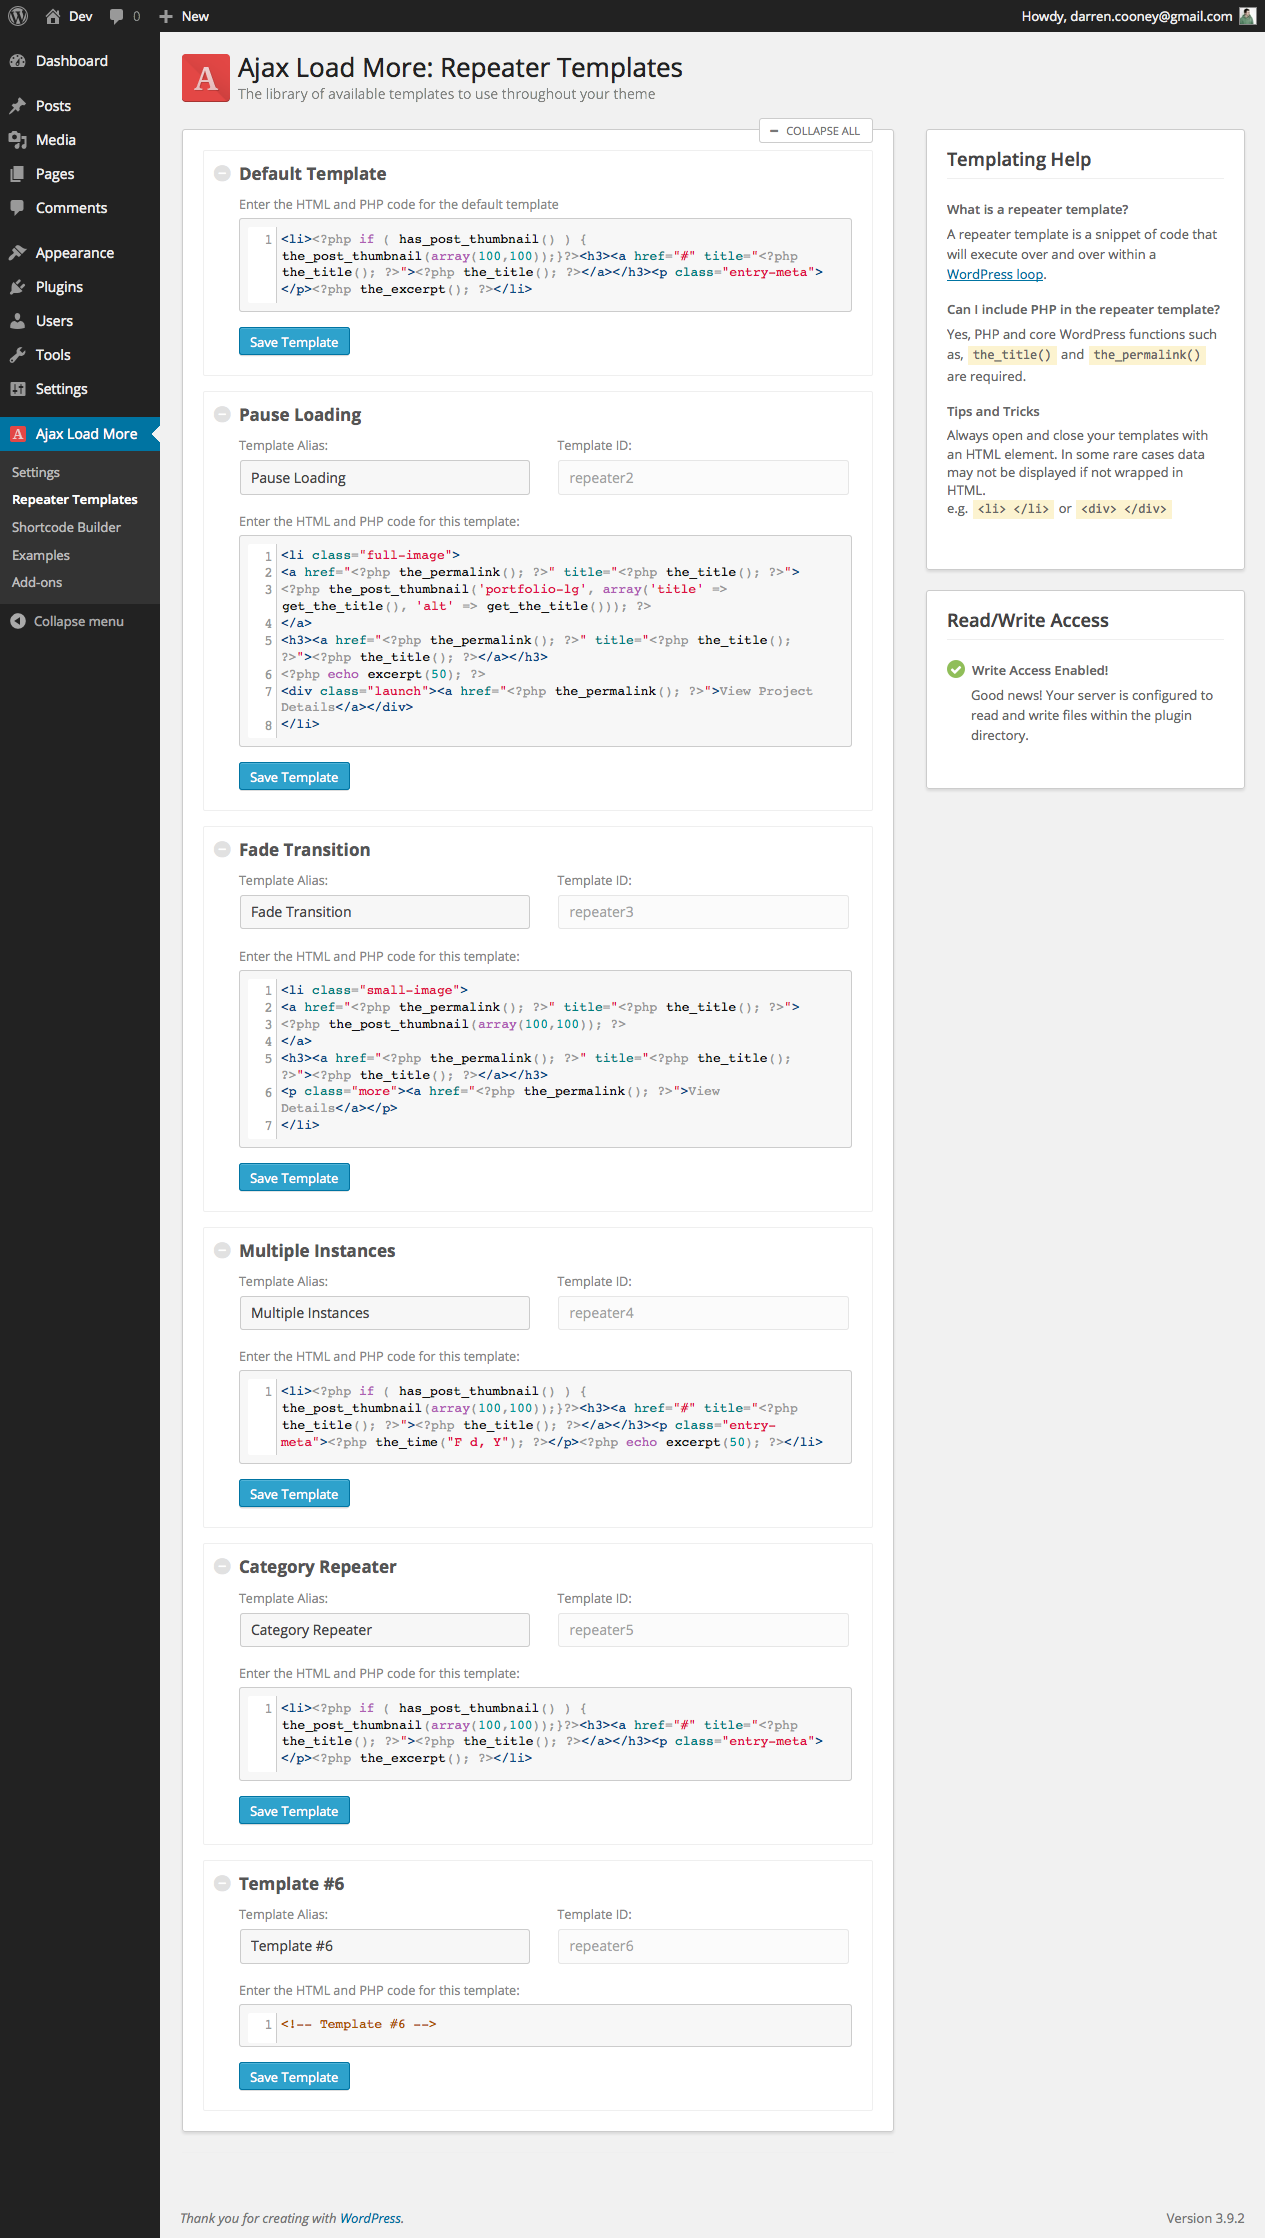 Dev
0
New
Howdy, darren.cooney@gmail.com
Dashboard
Posts
Media
Pages
Comments
Appearance
Plugins
Users
Tools
Settings
A
Ajax Load More
Settings
Repeater Templates
Shortcode Builder
Examples
Add-ons
Collapse menu
A
Ajax Load More: Repeater Templates
The library of available templates to use throughout your theme
COLLAPSE ALL
Default Template
Enter the HTML and PHP code for the default template
1 <li><?php if ( has_post_thumbnail() ) {
the_post_thumbnail(array(100,100));}?><h3><a href="#" title="<?php
the_title(); ?>"><?php the_title(); ?></a></h3><p class="entry-meta">
</p><?php the_excerpt(); ?></li>
Save Template
Pause Loading
Template Alias: Template ID:
Pause Loading repeater2
Enter the HTML and PHP code for this template:
1 <li class="full-image">
2 <a href="<?php the_permalink(); ?>" title="<?php the_title(); ?>">
3 <?php the_post_thumbnail('portfolio-lg', array('title' =>
get_the_title(), 'alt' => get_the_title())); ?>
4 </a>
5 <h3><a href="<?php the_permalink(); ?>" title="<?php the_title();
?>"><?php the_title(); ?></a></h3>
6 <?php echo excerpt(50); ?>
7 <div class="launch"><a href="<?php the_permalink(); ?>">View Project
Details</a></div>
8 </li>
Save Template
Fade Transition
Template Alias: Template ID:
Fade Transition repeater3
Enter the HTML and PHP code for this template:
1 <li class="small-image">
2 <a href="<?php the_permalink(); ?>" title="<?php the_title(); ?>">
3 <?php the_post_thumbnail(array(100,100)); ?>
4 </a>
5 <h3><a href="<?php the_permalink(); ?>" title="<?php the_title();
?>"><?php the_title(); ?></a></h3>
6 <p class="more"><a href="<?php the_permalink(); ?>">View
Details</a></p>
7 </li>
Save Template
Multiple Instances
Template Alias: Template ID:
Multiple Instances repeater4
Enter the HTML and PHP code for this template:
1 <li><?php if ( has_post_thumbnail() ) {
the_post_thumbnail(array(100,100));}?><h3><a href="#" title="<?php
the_title(); ?>"><?php the_title(); ?></a></h3><p class="entry-
meta"><?php the_time("F d, Y"); ?></p><?php echo excerpt(50); ?></li>
Save Template
Category Repeater
Template Alias: Template ID:
Category Repeater repeater5
Enter the HTML and PHP code for this template:
1 <li><?php if ( has_post_thumbnail() ) {
the_post_thumbnail(array(100,100));}?><h3><a href="#" title="<?php
the_title(); ?>"><?php the_title(); ?></a></h3><p class="entry-meta">
</p><?php the_excerpt(); ?></li>
Save Template
Template #6
Template Alias: Template ID:
Template #6 repeater6
Enter the HTML and PHP code for this template:
1 <!-- Template #6 -->
Save Template
Templating Help
What is a repeater template?
A repeater template is a snippet of code that
will execute over and over within a
WordPress loop.
Can I include PHP in the repeater template?
Yes, PHP and core WordPress functions such
as, the_title() and the_permalink()
are required.
Tips and Tricks
Always open and close your templates with
an HTML element. In some rare cases data
may not be displayed if not wrapped in
HTML.
e.g. <li> </li> or <div> </div>
Read/Write Access
Write Access Enabled!
Good news! Your server is configured to
read and write files within the plugin
directory.
Thank you for creating with WordPress.
Version 3.9.2